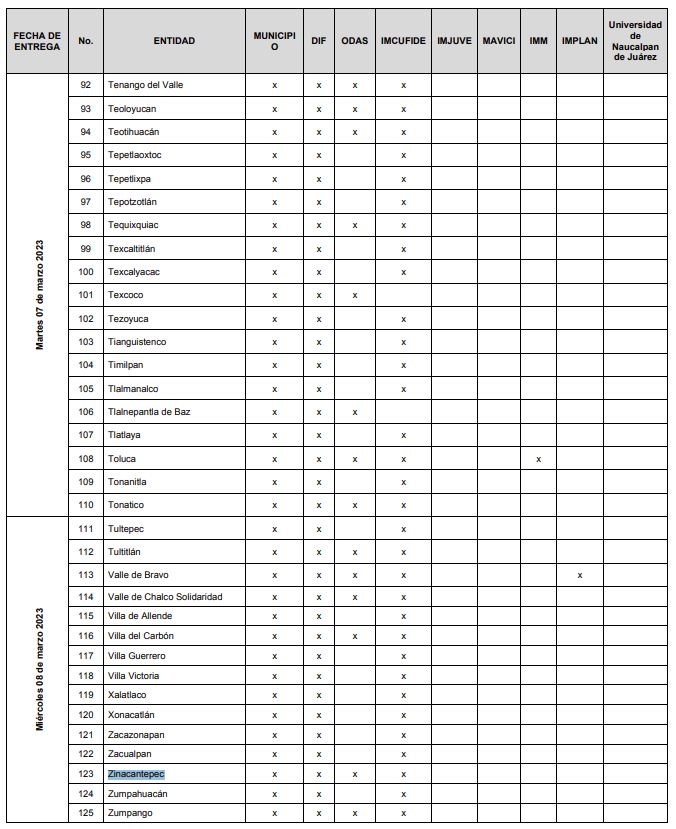 FECHA DE ENTREGA No. ENTIDAD MUNICIPIO DIF ODAS IMCUFIDE IMJUVE MAVICI IMM IMPLAN Universidad de Naucalpan de Juárez
Martes 07 de marzo 2023
92 Tenango del Valle x x x x
93 Teoloyucan x x x x
94 Teotihuacán x x x x
95 Tepetlaoxtoc x x x
96 Tepetlixpa x x x
97 Tepotzotlán x x x
98 Tequixquiac x x x x
99 Texcaltitlán x x x
100 Texcalyacac x x x
101 Texcoco x x x
102 Tezoyuca x x x
103 Tianguistenco x x x
104 Timilpan x x x
105 Tlalmanalco x x x
106 Tlalnepantla de Baz x x x
107 Tlatlaya x x x
108 Toluca x x x x x
109 Tonanitla x x x
110 Tonatico x x x x
Miércoles 08 de marzo 2023
111 Tultepec x x x
112 Tultitlán x x x x
113 Valle de Bravo x x x x x
114 Valle de Chalco Solidaridad x x x x
115 Villa de Allende x x x
116 Villa del Carbón x x x x
117 Villa Guerrero x x x
118 Villa Victoria x x x
119 Xalatlaco x x x
120 Xonacatlán x x x
121 Zacazonapan x x x
122 Zacualpan x x x
123 Zinacantepec x x x x
124 Zumpahuacán x x x
125 Zumpango x x x x